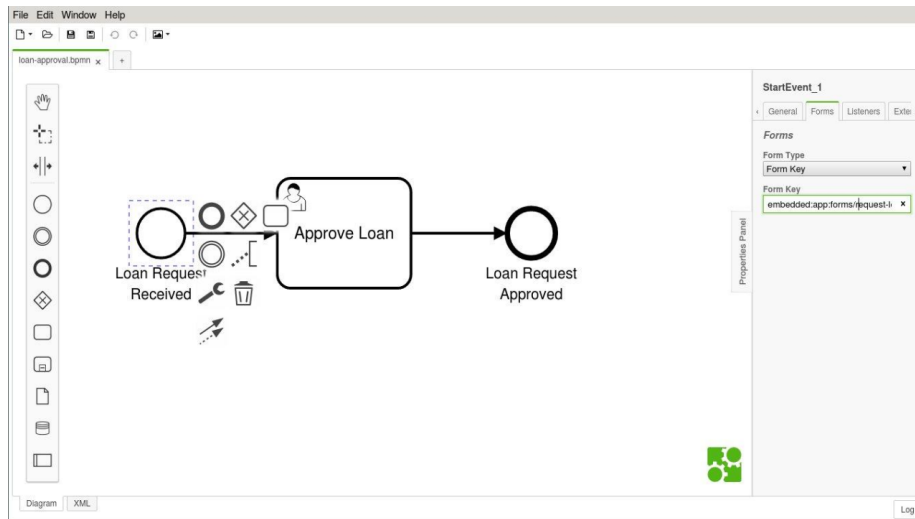 File Edit Window Help
loan-approval.bpmn x +
StartEvent_1
General Forms Listeners Exte
Forms
Form Type
Form Key
Form Key
embedded:app:forms/request-l
Properties Panel
Approve Loan
Loan Request
Received
Loan Request
Approved
Diagram XML
Log